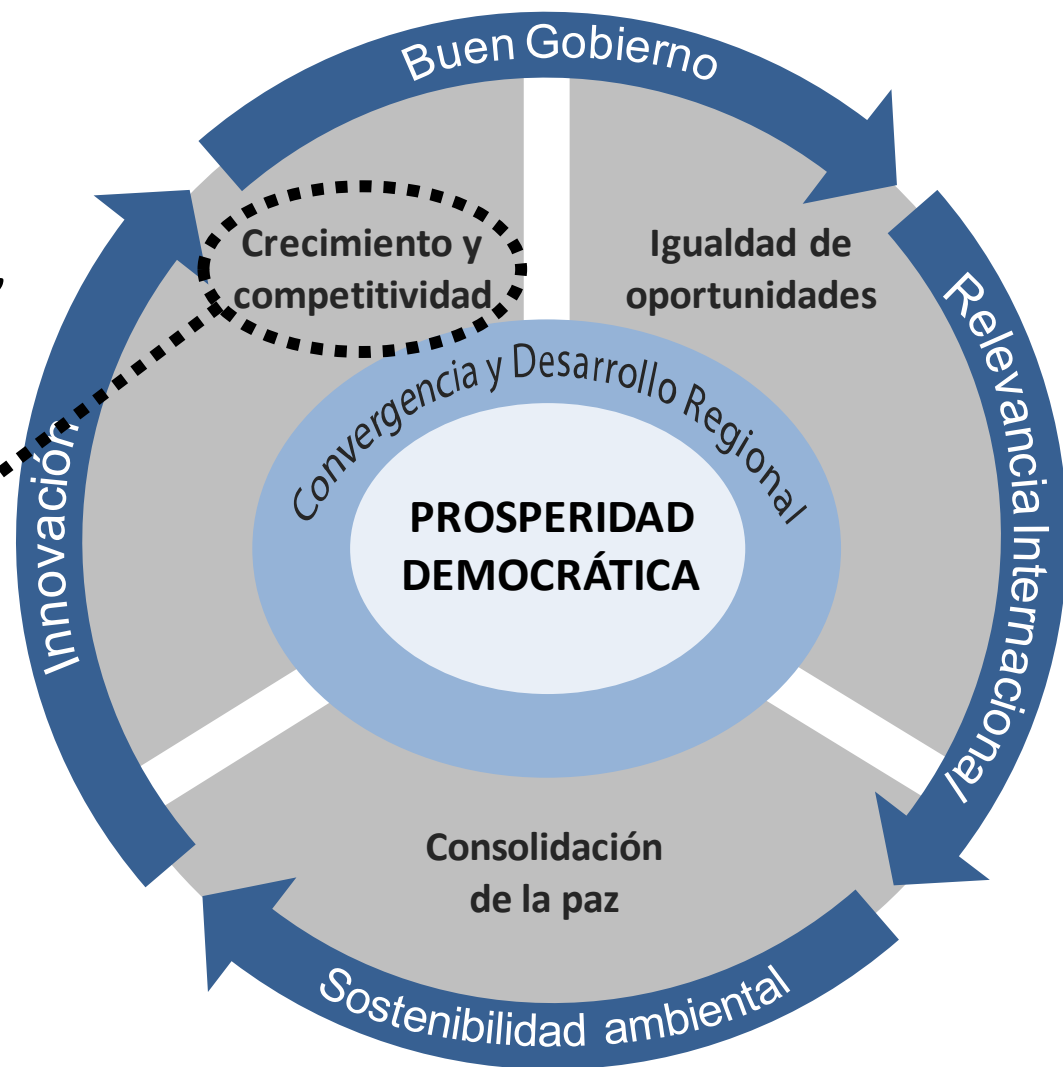 Buen Gobierno
Crecimiento y
competitividad
Igualdad de
oportunidades
Relevancia Internacional
Convergencia y Desarrollo Regional
PROSPERIDAD
DEMOCRÁTICA
Innovación
Consolidación
de la paz
Sostenibilidad ambiental